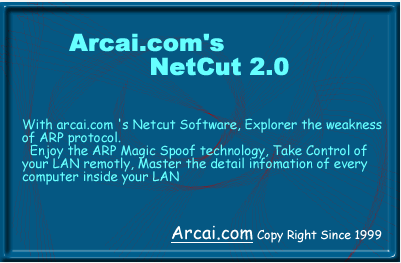 Arcai.com's
NetCut 2.0
With arcai.com 's Netcut Software, Explorer the weakness
of ARP protocol.
Enjoy the ARP Magic Spoof technology, Take Control of
your LAN remotly, Master the detail infomation of every
computer inside your LAN
Arcai.com Copy Right Since 1999